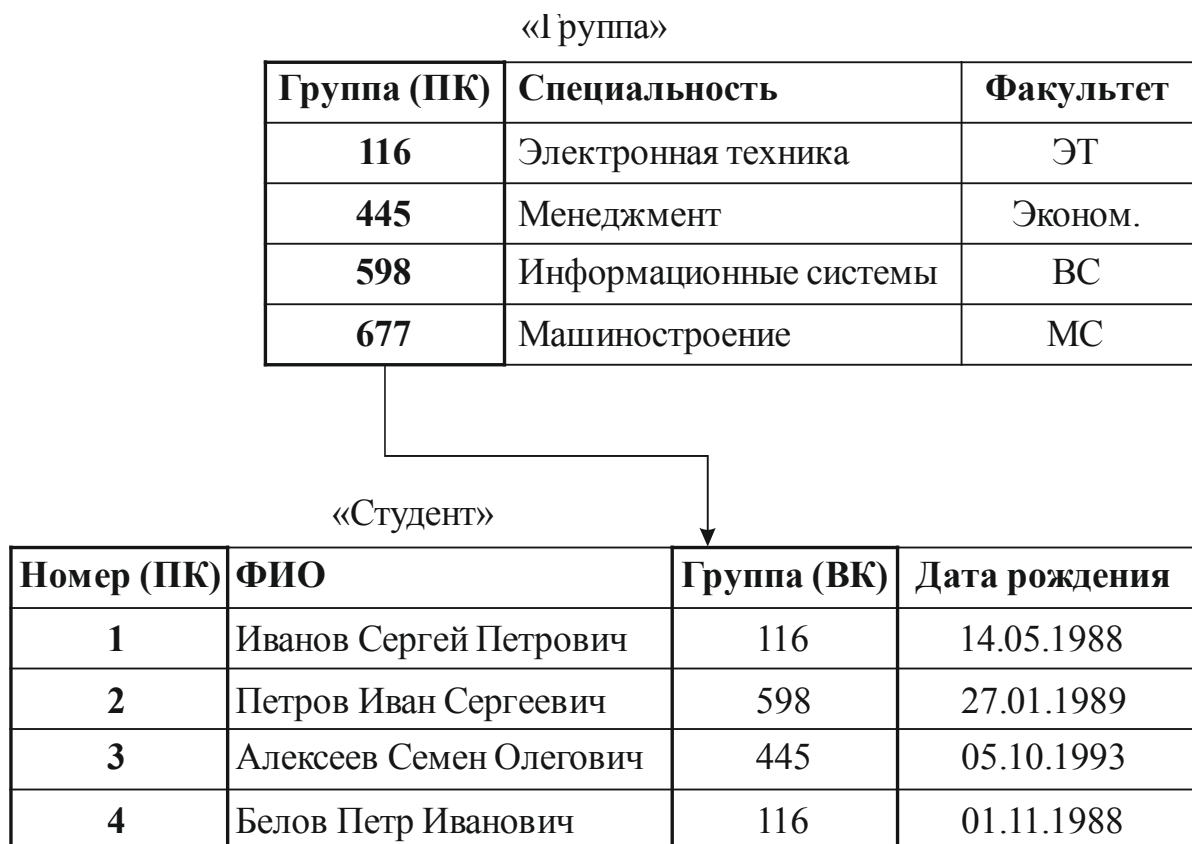 «Группа»
Группа (ПК) Специальность Факультет
116 Электронная техника ЭТ
445 Менеджмент Эконом.
598 Информационные системы ВС
677 Машиностроение МС
«Студент»
Номер (ПК) ФИО Группа (ВК) Дата рождения
1 Иванов Сергей Петрович 116 14.05.1988
2 Петров Иван Сергеевич 598 27.01.1989
3 Алексеев Семен Олегович 445 05.10.1993
4 Белов Петр Иванович 116 01.11.1988